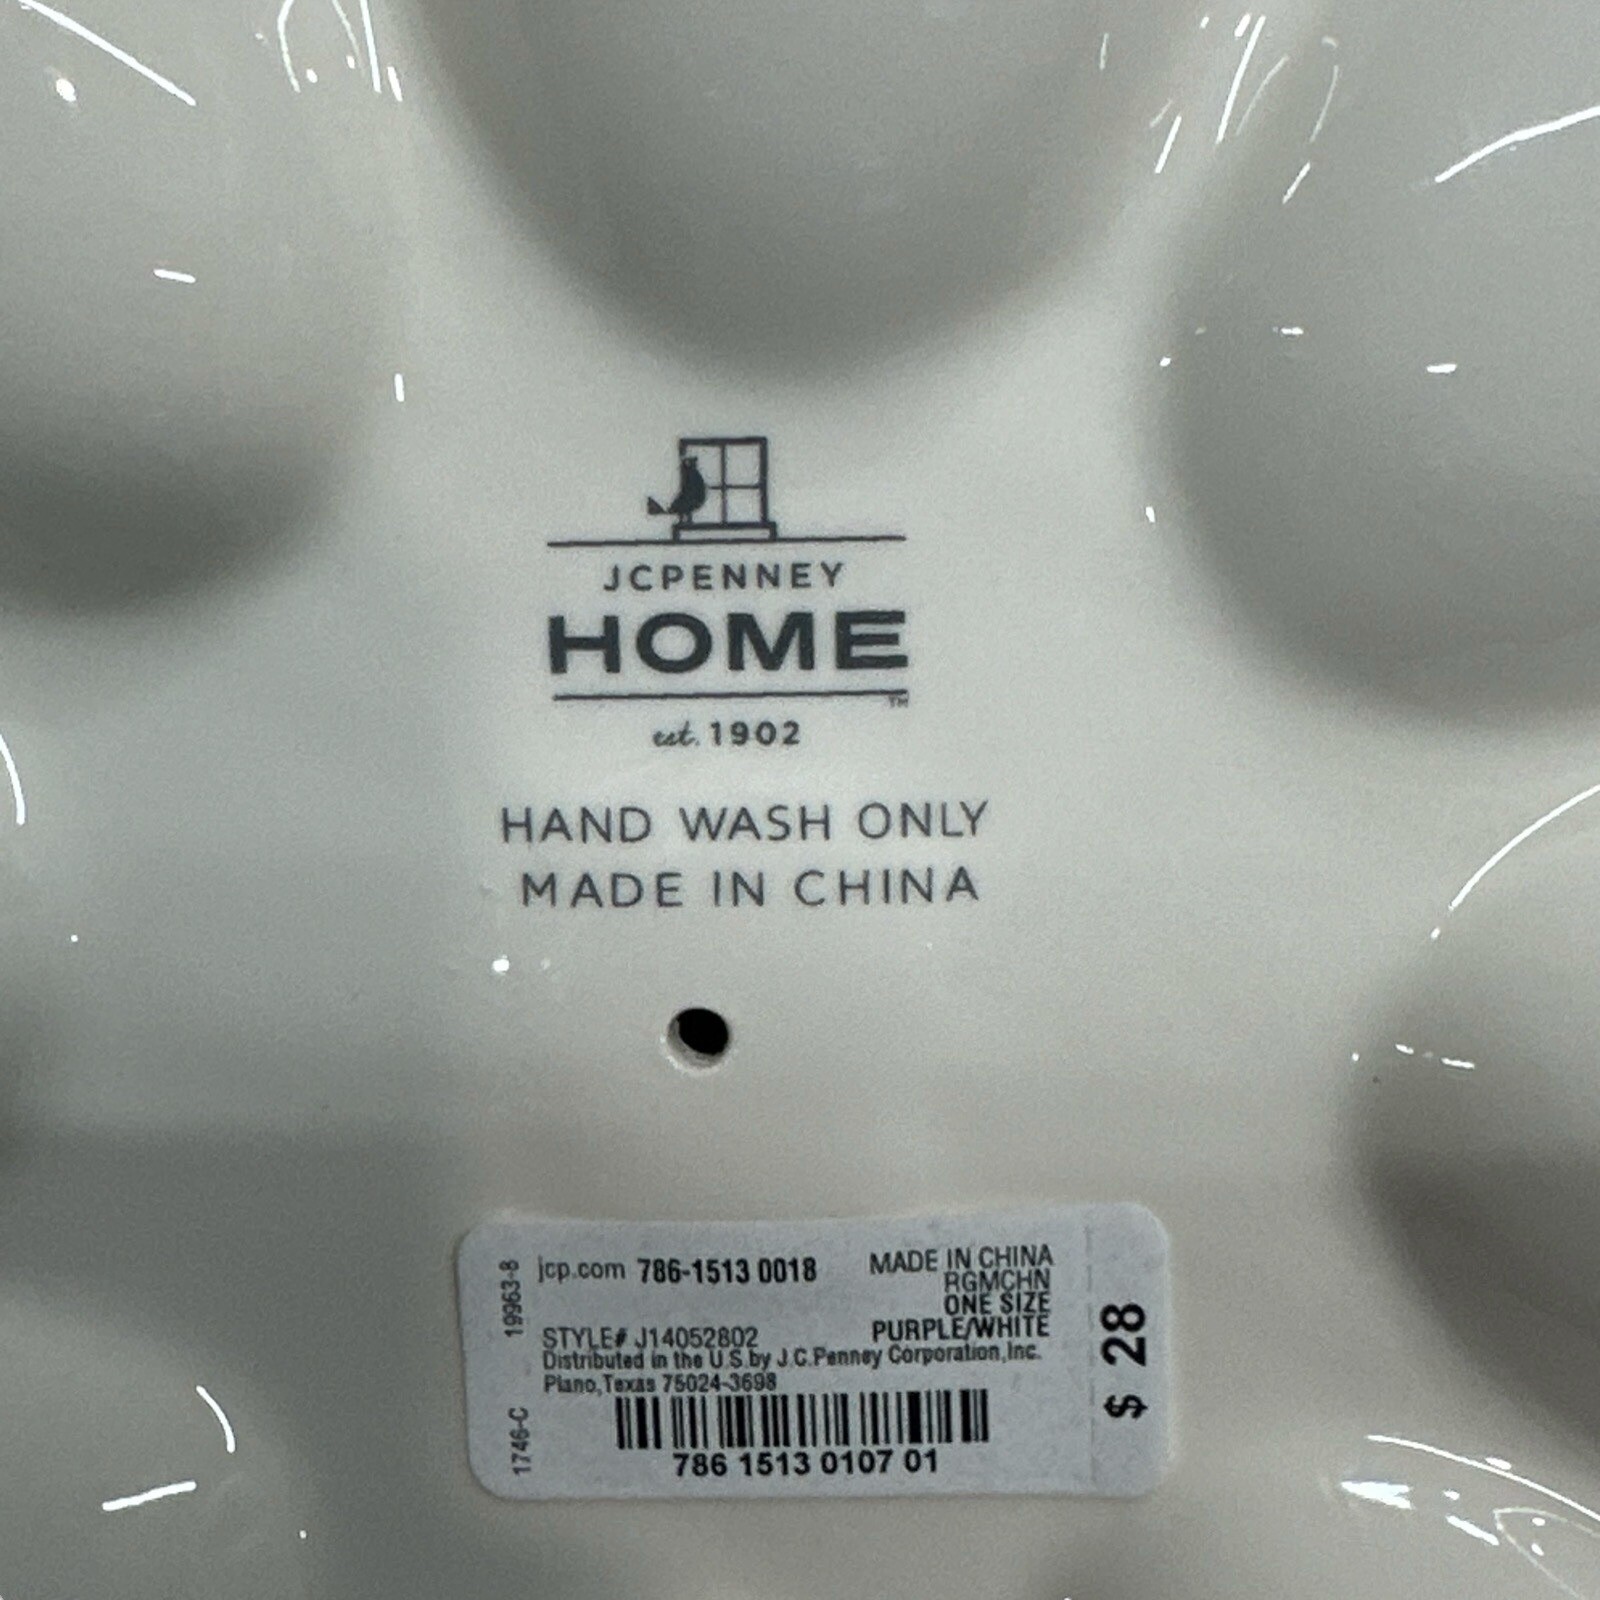 JCPENNEY
HOME
TM
est. 1902
HAND WASH ONLY
MADE IN CHINA
19963-8
1746-C
jcp.com 786-1513 0018
MADE IN CHINA
RGMCHN
ONE SIZE
PURPLE/WHITE
STYLE# J14052802
Distributed in the U.S.by J.C.Penney Corporation,Inc.
Plano,Texas 75024-3698
786 1513 0107 01
$ 28